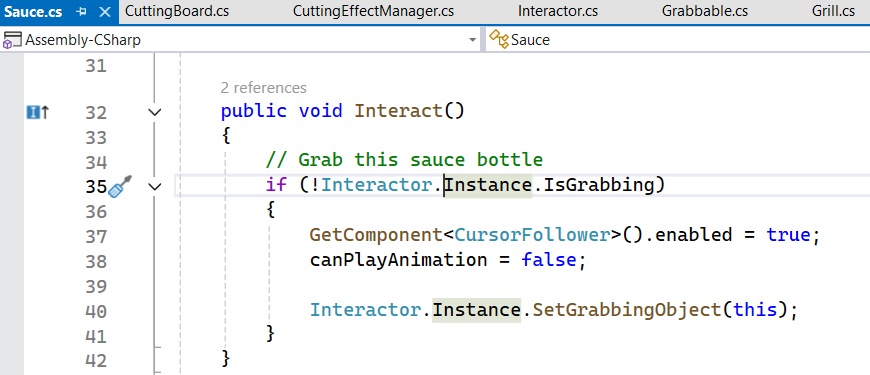 Sauce.cs CuttingBoard.cs CuttingEffectManager.cs Interactor.cs Grabbable.cs Grill.cs
Assembly-CSharp Sauce
31
2 references
32 public void Interact()
33 {
34 // Grab this sauce bottle
35 if (!Interactor.Instance.IsGrabbing)
36 {
37 GetComponent<CursorFollower>().enabled = true;
38 canPlayAnimation = false;
39
40 Interactor.Instance.SetGrabbingObject(this);
41 }
42 }